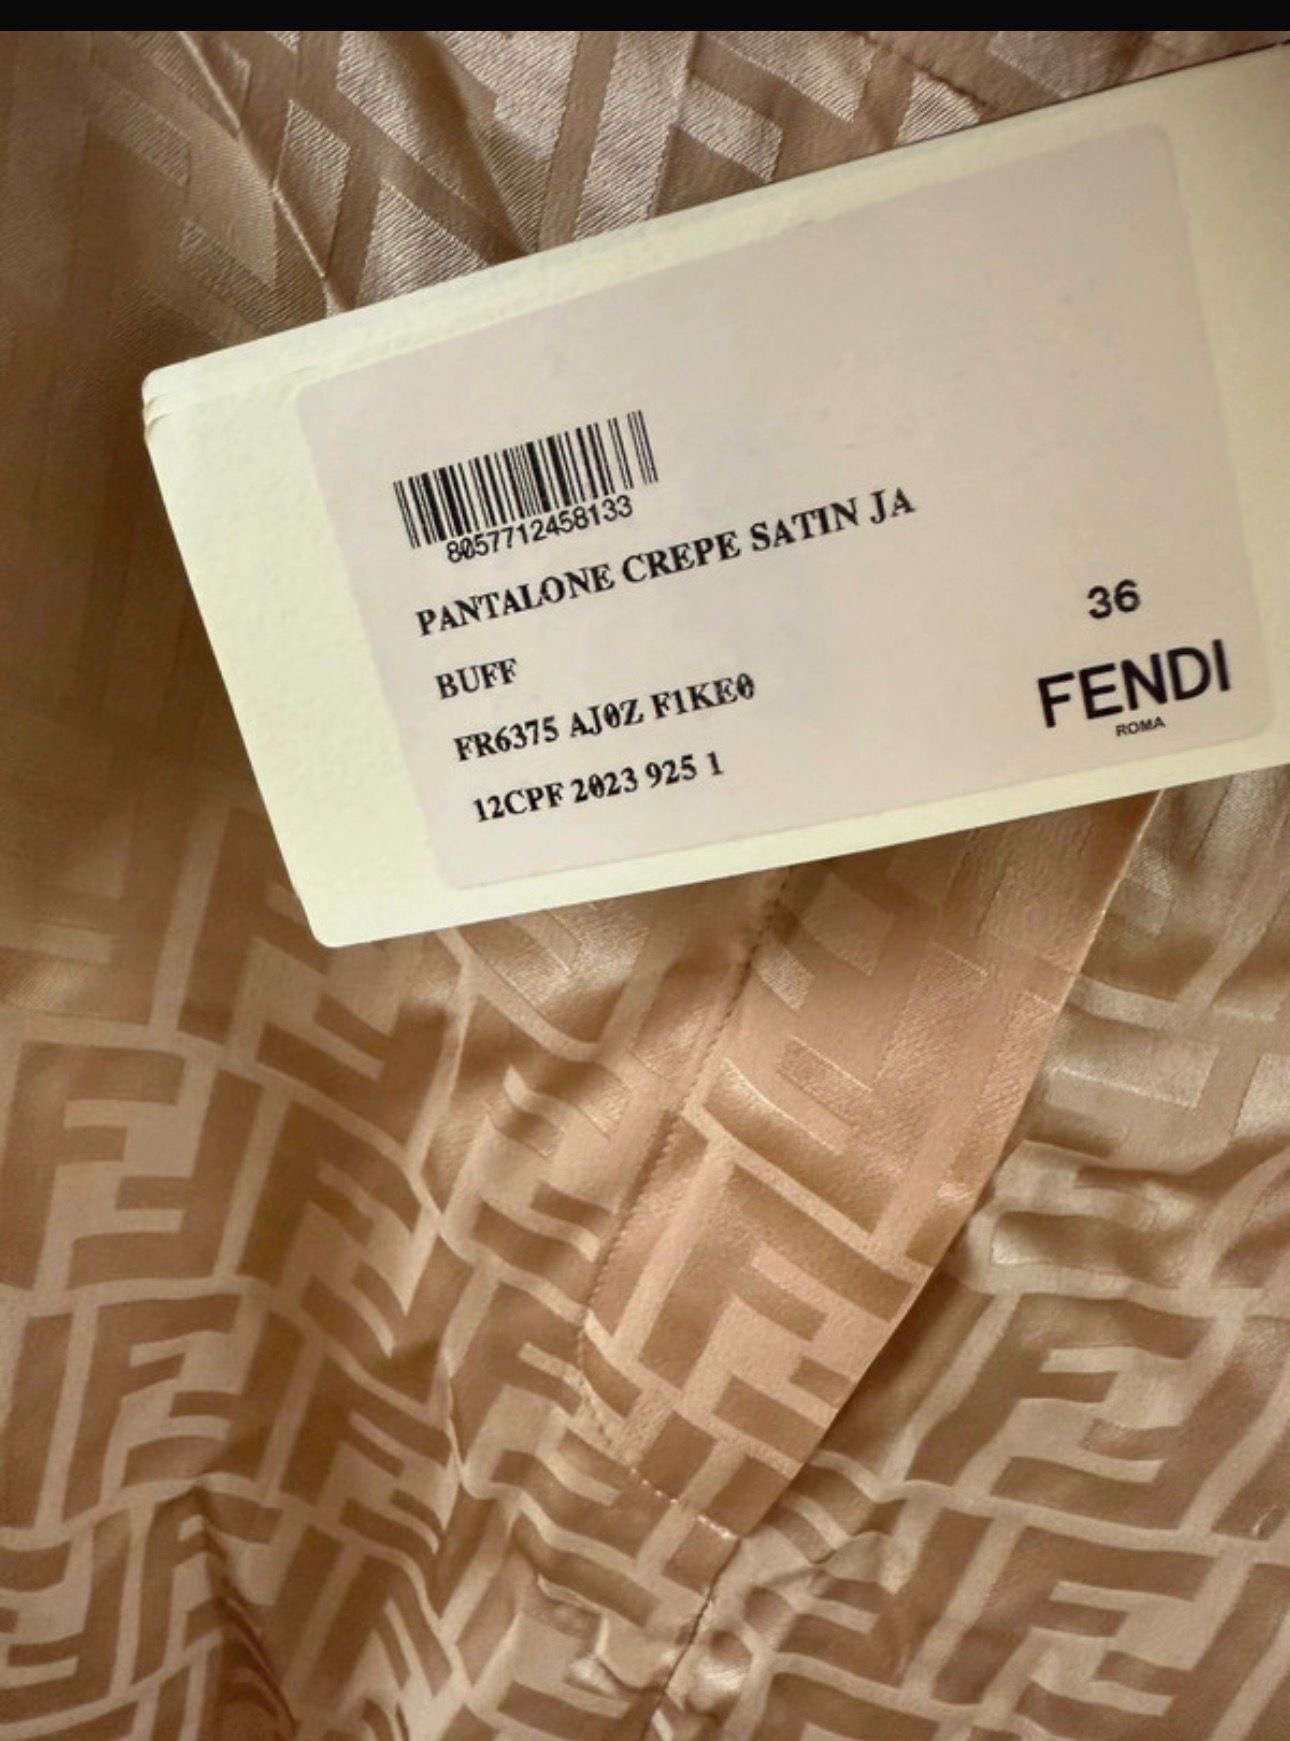 8057712458133
PANTALONE CREPE SATIN JA
BUFF
FR6375 AJ0Z F1KE0
12CPF 2023 925 1
36
FENDI
ROMA